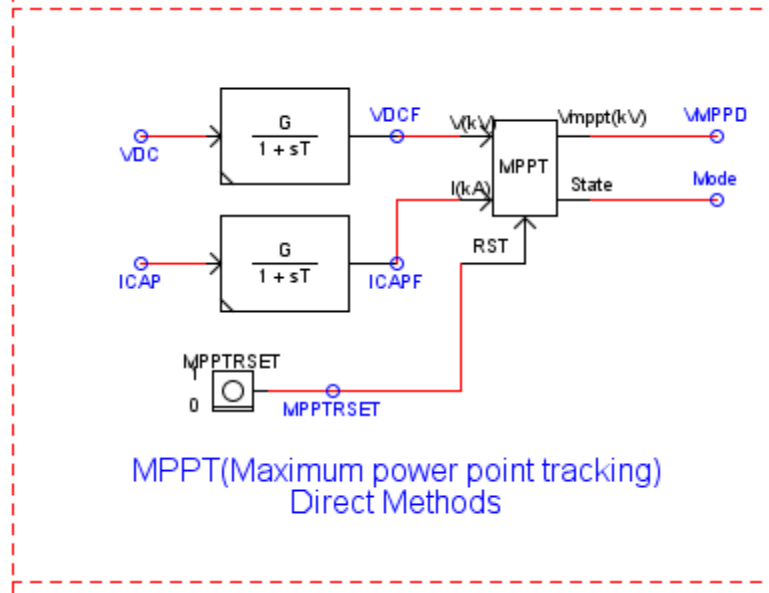 G
1 + sT
VDC
VDCF
V(kV)
MPPT
Vmppt(kV)
VMPPD
I(kA)
State
Mode
G
1 + sT
ICAP
ICAPF
RST
MPPTRSET
1
0
MPPTRSET
MPPT(Maximum power point tracking)
Direct Methods